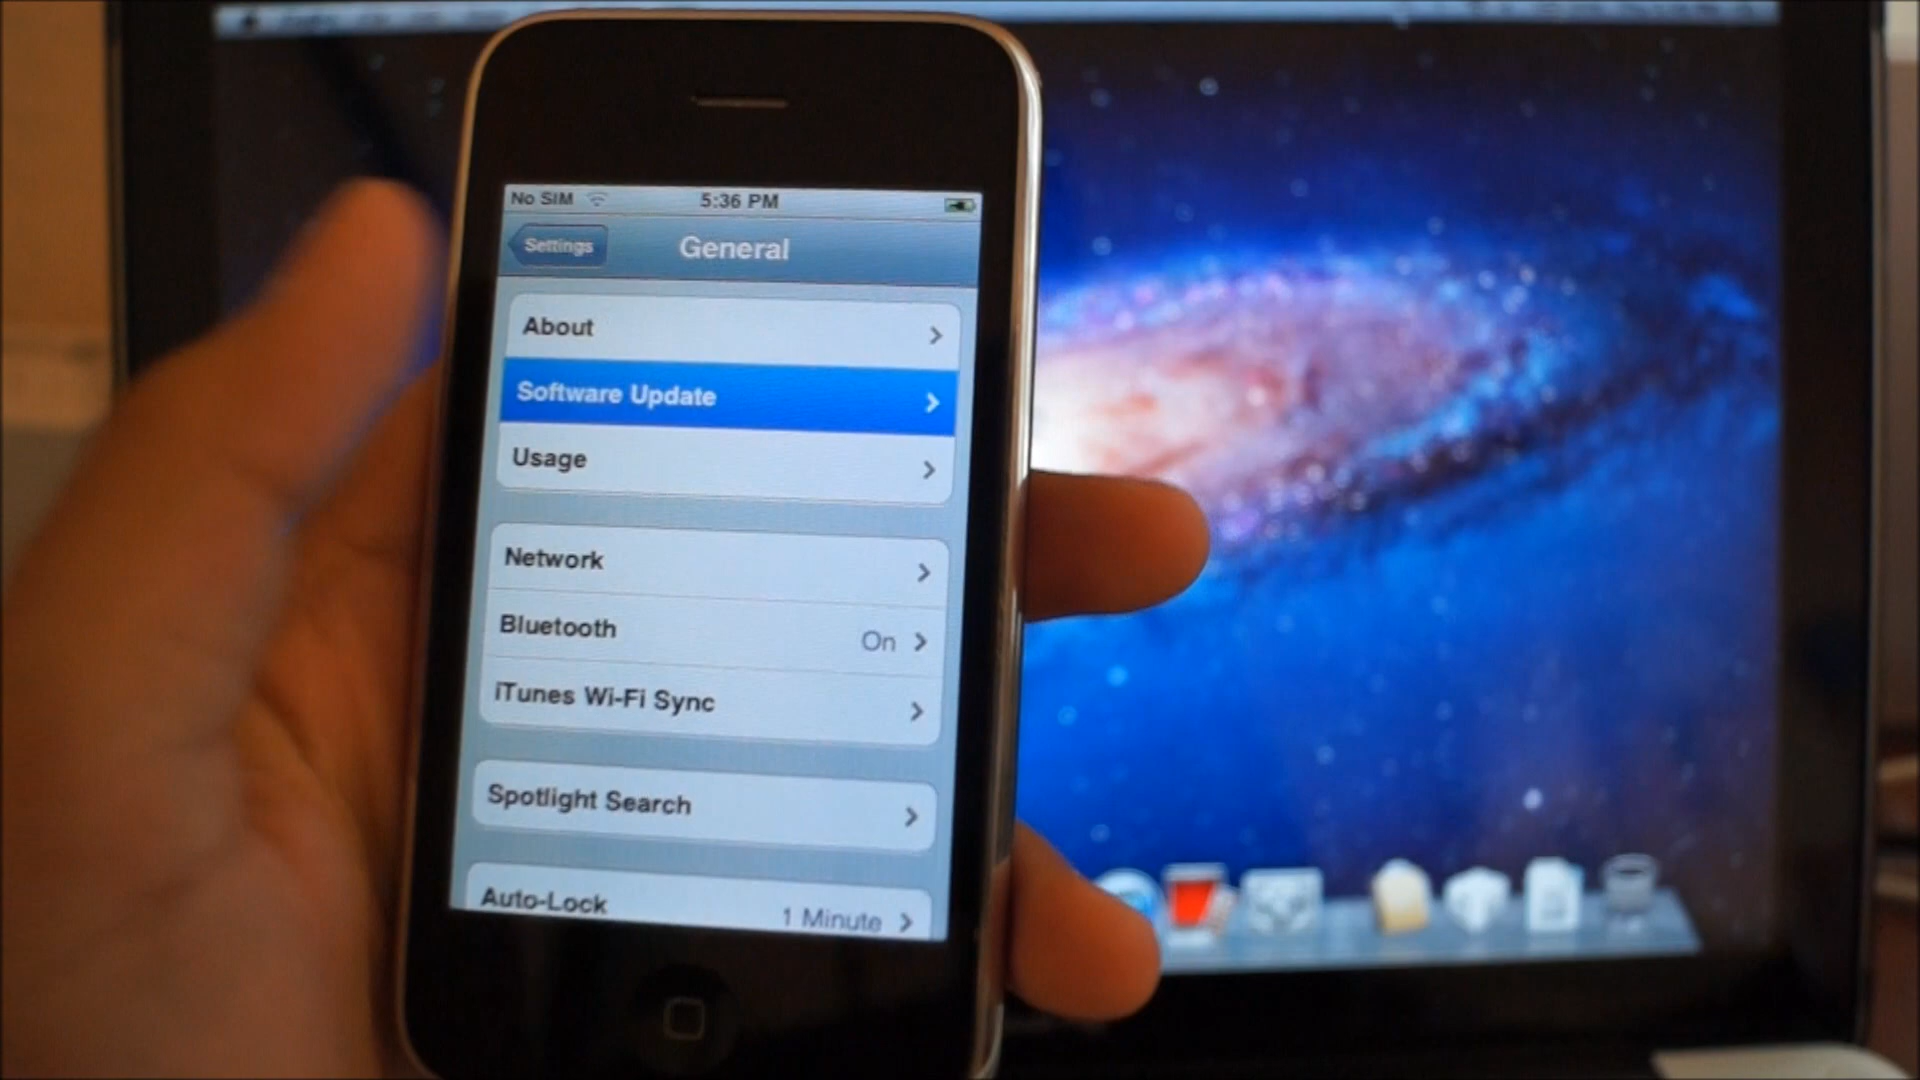 No SIM 5:36 PM
Settings General
About
Software Update
Usage
Network
Bluetooth On
iTunes Wi-Fi Sync
Spotlight Search
Auto-Lock 1 Minute